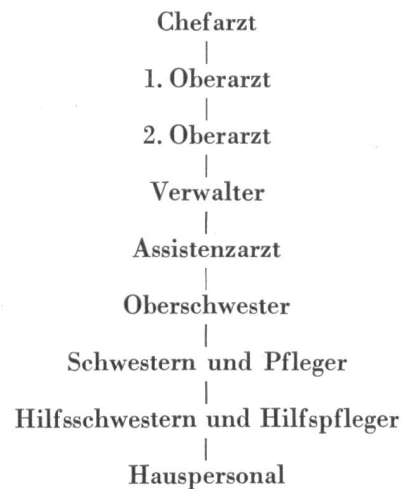 Chefarzt
1. Oberarzt
2. Oberarzt
Verwalter
Assistenzarzt
Oberschwester
Schwestern und Pfleger
Hilfsschwestern und Hilfspfleger
Hauspersonal